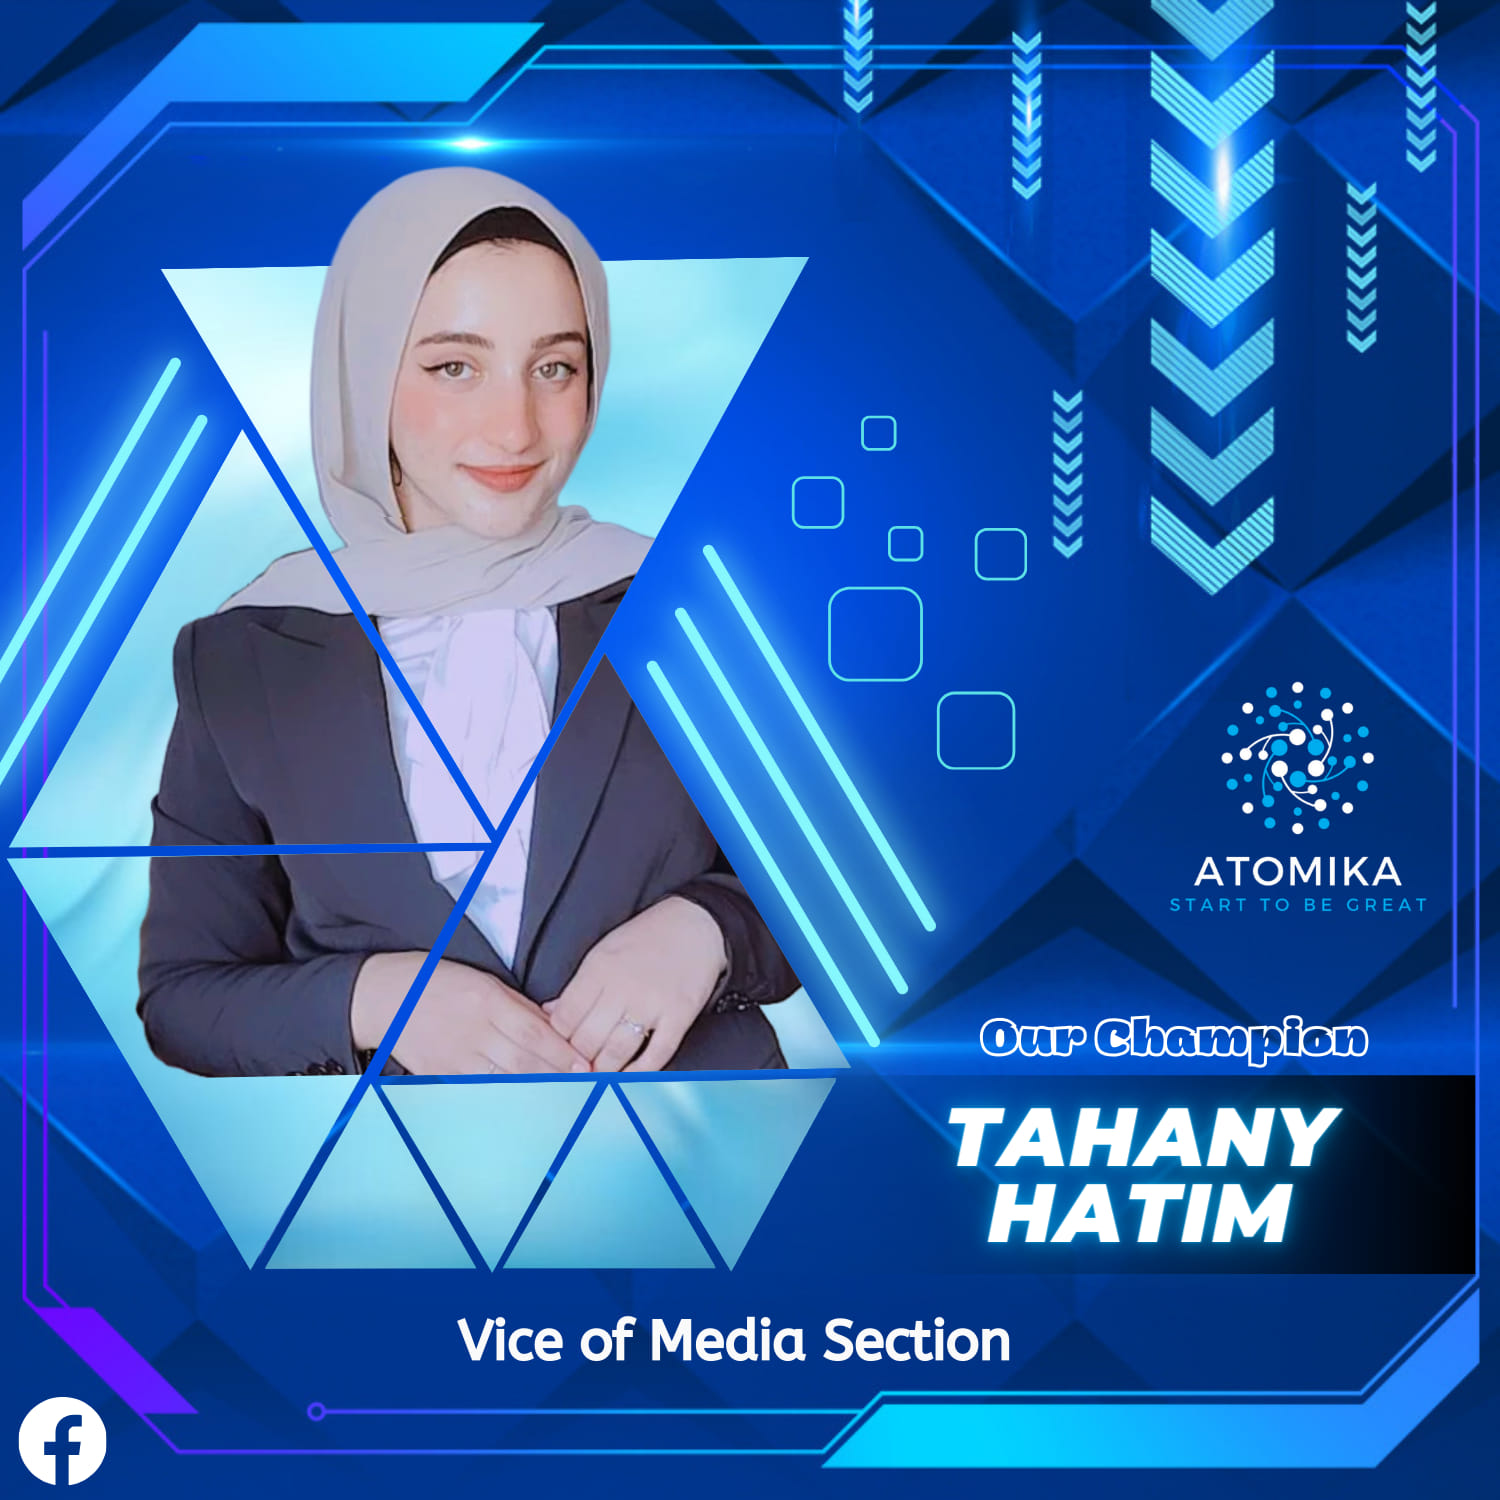 ATOMIKA
START TO BE GREAT
Our Champion
TAHANY
HATIM
Vice of Media Section